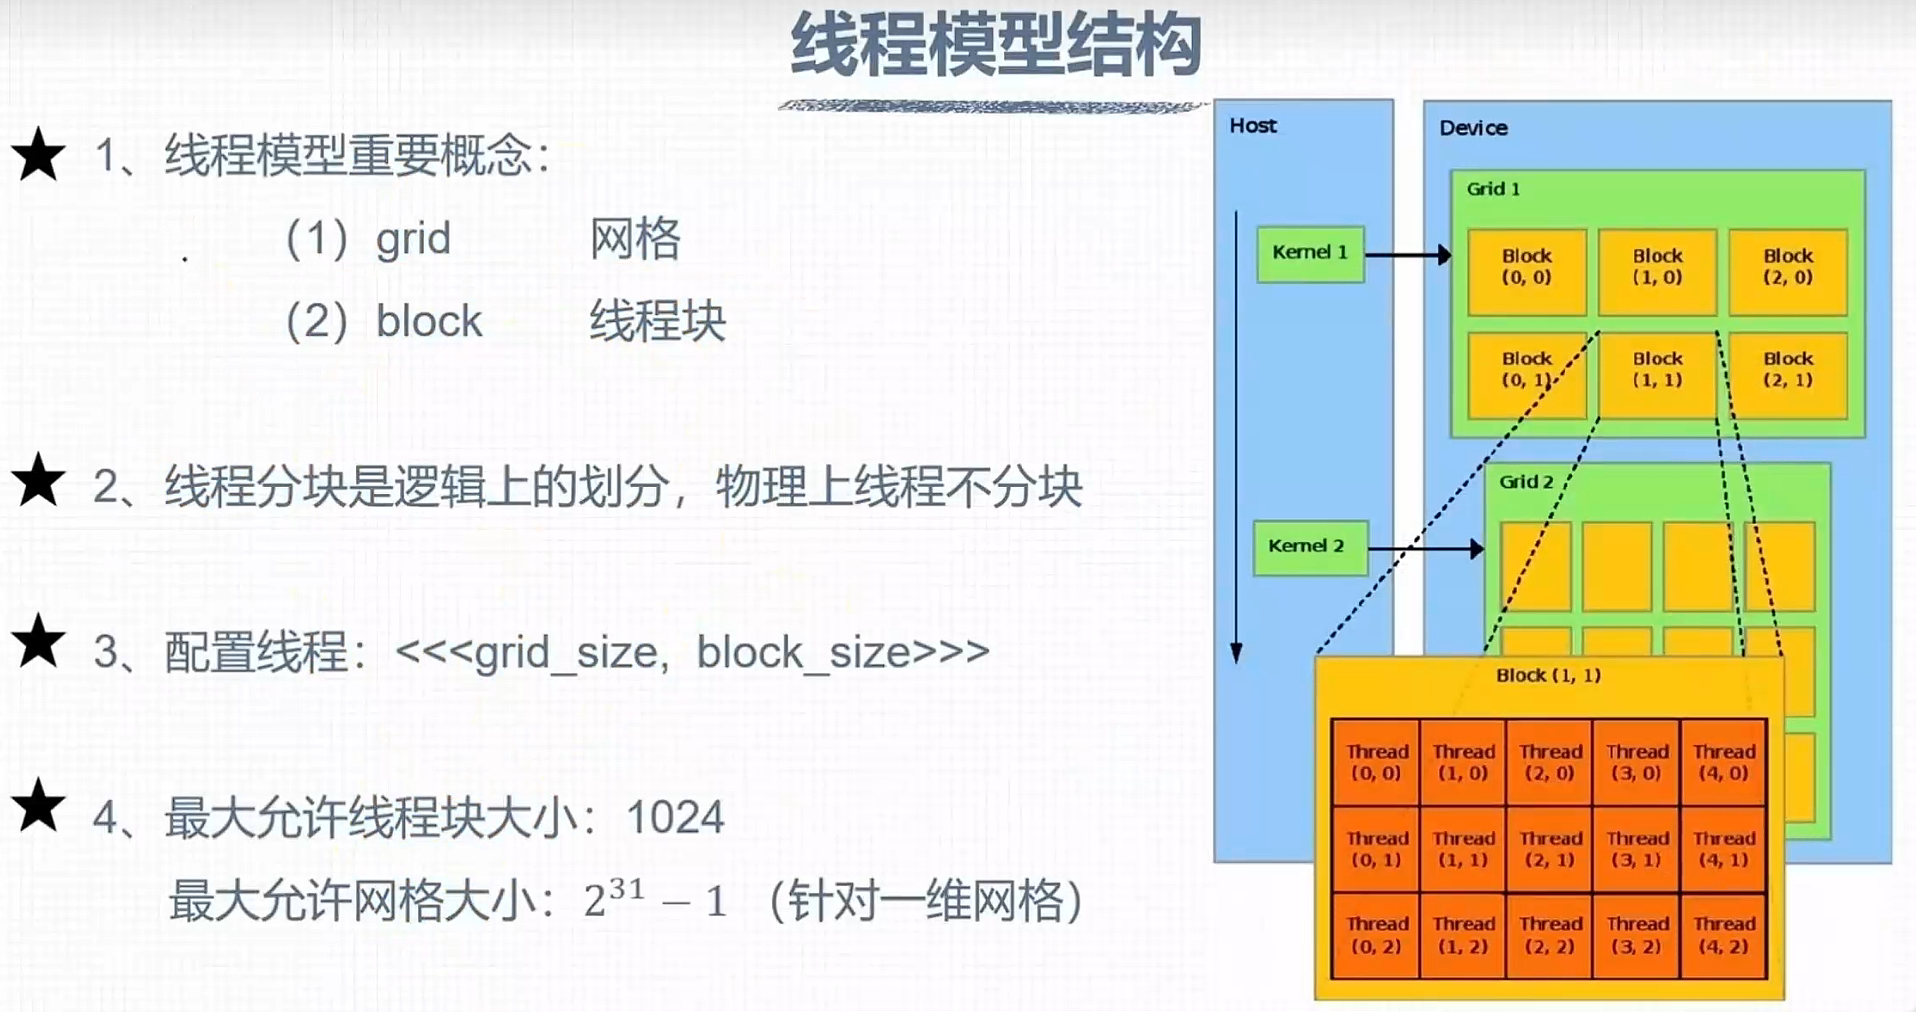 线程模型结构
1、线程模型重要概念：
（1）grid 网格
（2）block 线程块
2、线程分块是逻辑上的划分，物理上线程不分块
3、配置线程：<<<grid_size, block_size>>>
4、最大允许线程块大小：1024
最大允许网格大小：2³¹ − 1 （针对一维网格）
Host
Device
Grid 1
Kernel 1
Block (0, 0)
Block (1, 0)
Block (2, 0)
Block (0, 1)
Block (1, 1)
Block (2, 1)
Grid 2
Kernel 2
Block (1, 1)
Thread (0, 0)
Thread (1, 0)
Thread (2, 0)
Thread (3, 0)
Thread (4, 0)
Thread (0, 1)
Thread (1, 1)
Thread (2, 1)
Thread (3, 1)
Thread (4, 1)
Thread (0, 2)
Thread (1, 2)
Thread (2, 2)
Thread (3, 2)
Thread (4, 2)